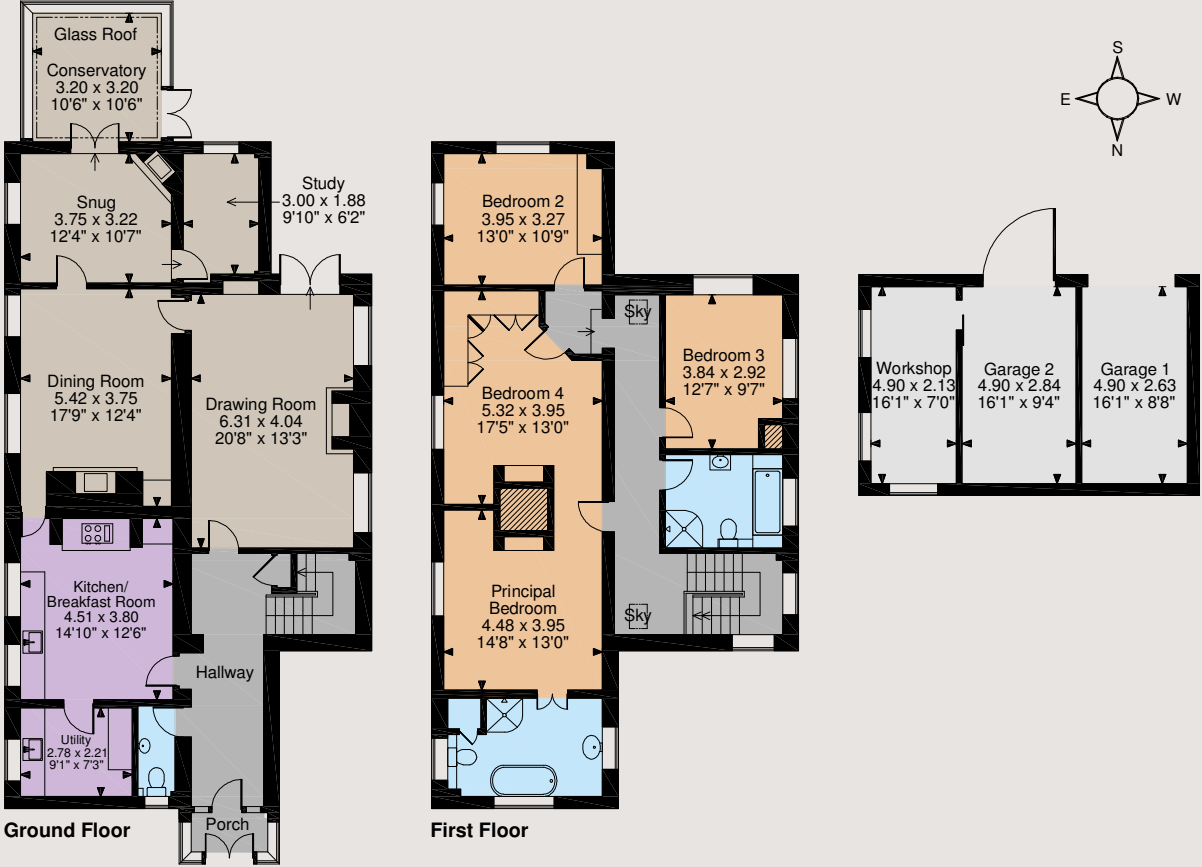 Glass Roof
Conservatory
3.20 x 3.20
10'6" x 10'6"
Snug
3.75 x 3.22
12'4" x 10'7"
Study
3.00 x 1.88
9'10" x 6'2"
Dining Room
5.42 x 3.75
17'9" x 12'4"
Drawing Room
6.31 x 4.04
20'8" x 13'3"
Kitchen/
Breakfast Room
4.51 x 3.80
14'10" x 12'6"
Hallway
Utility
2.78 x 2.21
9'1" x 7'3"
Porch
Ground Floor
Bedroom 2
3.95 x 3.27
13'0" x 10'9"
Sky
Bedroom 3
3.84 x 2.92
12'7" x 9'7"
Bedroom 4
5.32 x 3.95
17'5" x 13'0"
Principal
Bedroom
4.48 x 3.95
14'8" x 13'0"
Sky
First Floor
S
E
W
N
Workshop
4.90 x 2.13
16'1" x 7'0"
Garage 2
4.90 x 2.84
16'1" x 9'4"
Garage 1
4.90 x 2.63
16'1" x 8'8"